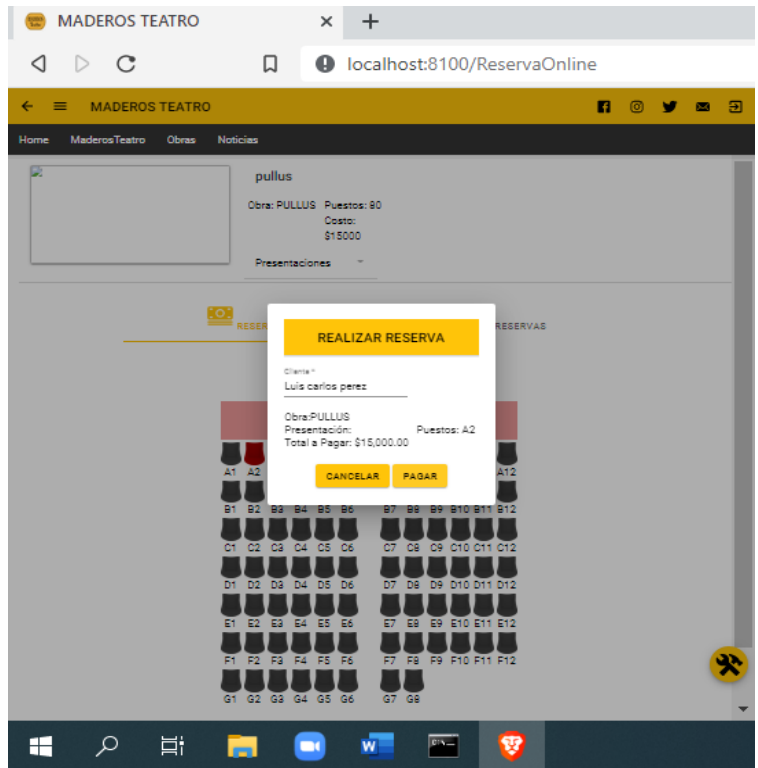 MADEROS TEATRO
localhost:8100/ReservaOnline
MADEROS TEATRO
Home MaderosTeatro Obras Noticias
pullus
Obra: PULLUS Puestos: 80
Costo:
$15000
Presentaciones
RESER
RESERVAS
REALIZAR RESERVA
Cliente *
Luis carlos perez
Obra:PULLUS
Presentación: Puestos: A2
Total a Pagar: $15,000.00
CANCELAR PAGAR
A1 A2 A12
B1 B2 B3 B4 B5 B6 B7 B8 B9 B10 B11 B12
C1 C2 C3 C4 C5 C6 C7 C8 C9 C10 C11 C12
D1 D2 D3 D4 D5 D6 D7 D8 D9 D10 D11 D12
E1 E2 E3 E4 E5 E6 E7 E8 E9 E10 E11 E12
F1 F2 F3 F4 F5 F6 F7 F8 F9 F10 F11 F12
G1 G2 G3 G4 G5 G6 G7 G8